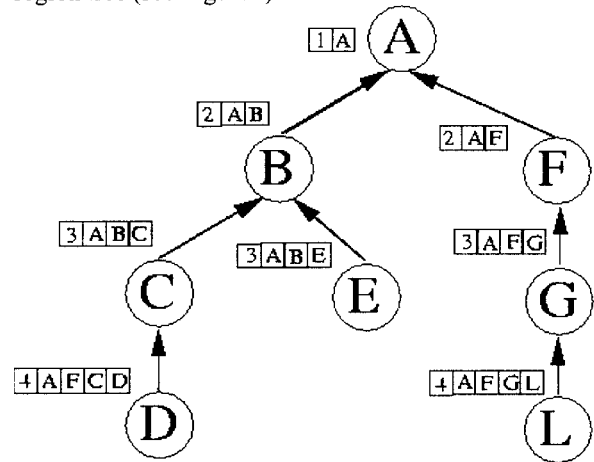 1 A A
2 A B
2 A F
B
F
3 A B C
3 A B E
3 A F G
C
E
G
4 A F C D
4 A F G L
D
L